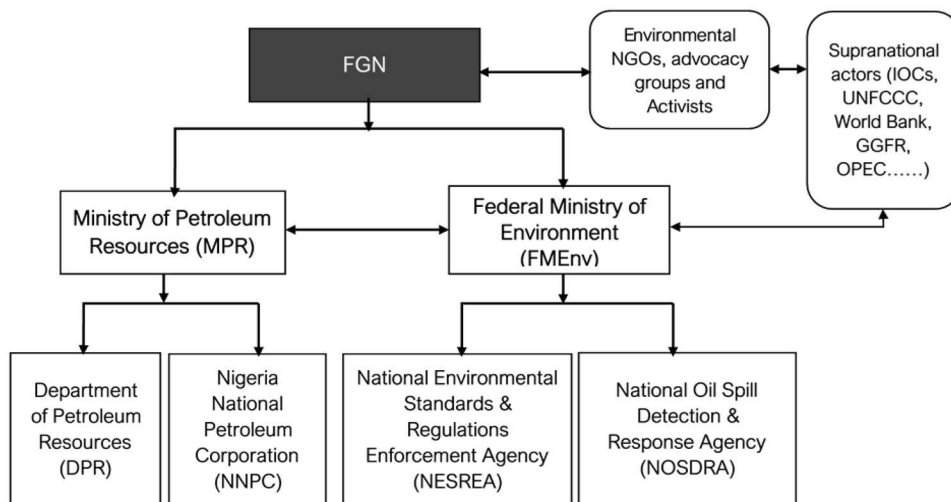 FGN
Environmental
NGOs, advocacy
groups and
Activists
Supranational
actors (IOCs,
UNFCCC,
World Bank,
GGFR,
OPEC……)
Ministry of Petroleum
Resources (MPR)
Federal Ministry of
Environment
(FMEnv)
Department
of Petroleum
Resources
(DPR)
Nigeria
National
Petroleum
Corporation
(NNPC)
National Environmental
Standards &
Regulations
Enforcement Agency
(NESREA)
National Oil Spill
Detection &
Response Agency
(NOSDRA)